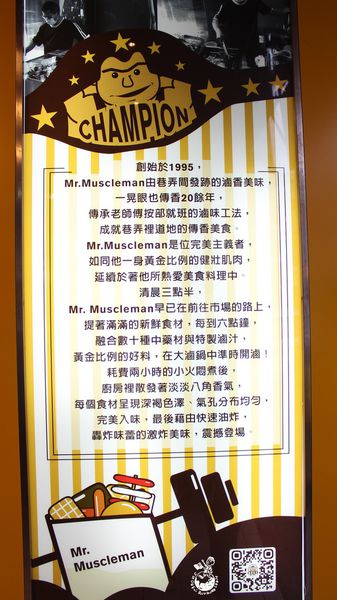 CHAMPION
創始於1995，
Mr.Muscleman由巷弄間發跡的滷香美味，
一晃眼也傳香20餘年，
傳承老師傅按部就班的滷味工法，
成就巷弄裡道地的傳香美食。
Mr.Muscleman是位完美主義者，
如同他一身黃金比例的健壯肌肉，
延續於著他所熱愛美食料理中。
清晨三點半，
Mr. Muscleman早已在前往市場的路上，
提著滿滿的新鮮食材，每到六點鐘，
融合數十種中藥材與特製滷汁，
黃金比例的好料，在大滷鍋中準時開滷！
耗費兩小時的小火悶煮後，
廚房裡散發著淡淡八角香氣，
每個食材呈現深褐色澤、氣孔分布均勻，
完美入味，最後藉由快速油炸，
轟炸味蕾的激炸美味，震撼登場。
Mr.
Muscleman